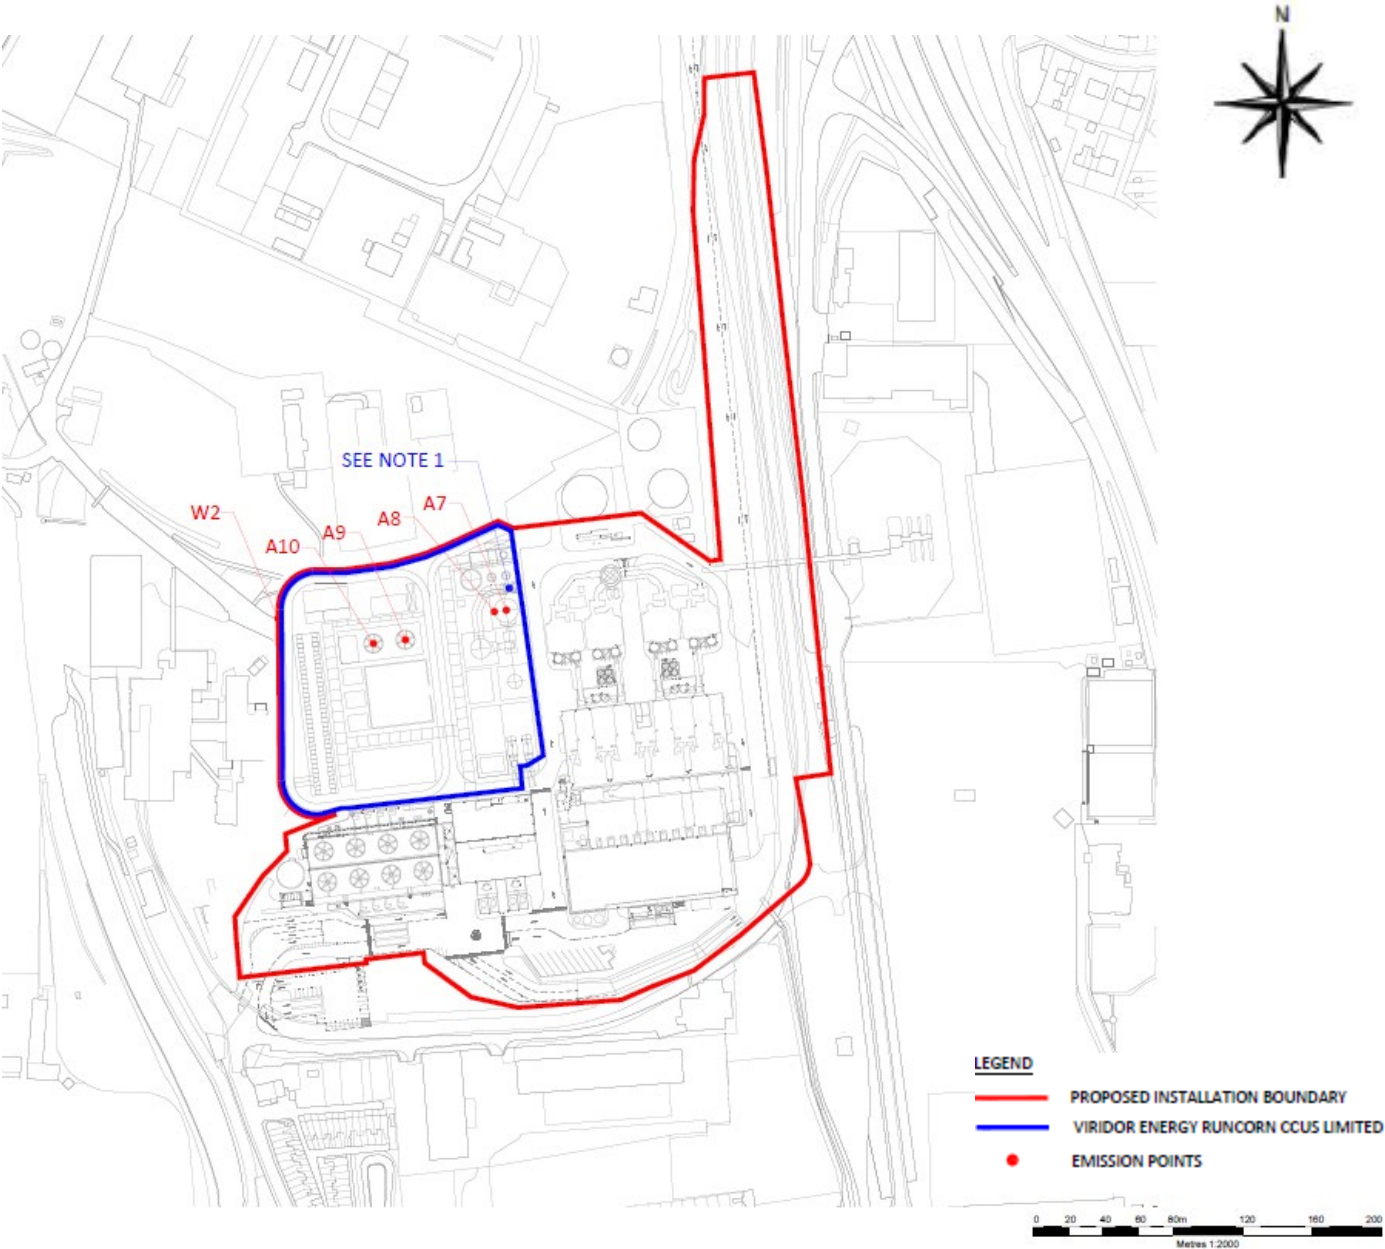 N
SEE NOTE 1
A7
W2
A8
A9
A10
LEGEND
PROPOSED INSTALLATION BOUNDARY
VIRIDOR ENERGY RUNCORN CCUS LIMITED
EMISSION POINTS
0 20 40 60 80m 120 160 200
Metres 1:2000